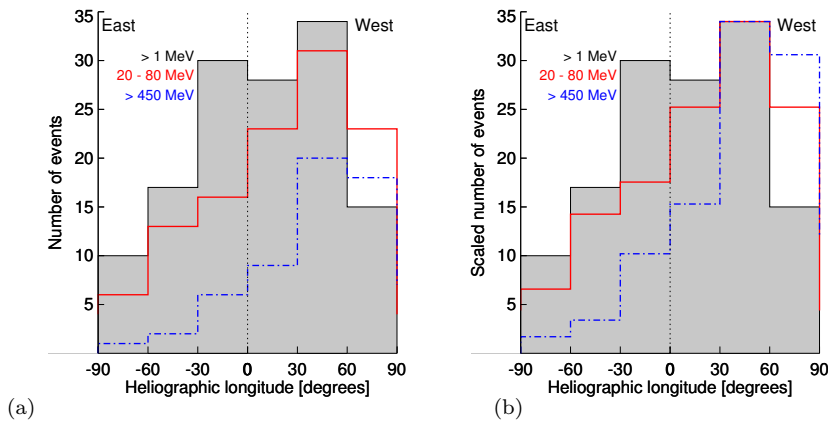 35
East
West
30
> 1 MeV
20 - 80 MeV
> 450 MeV
25
20
15
10
5
Number of events
-90 -60 -30 0 30 60 90
Heliographic longitude [degrees]
(a)
35
East
West
30
> 1 MeV
20 - 80 MeV
> 450 MeV
25
20
15
10
5
Scaled number of events
-90 -60 -30 0 30 60 90
Heliographic longitude [degrees]
(b)